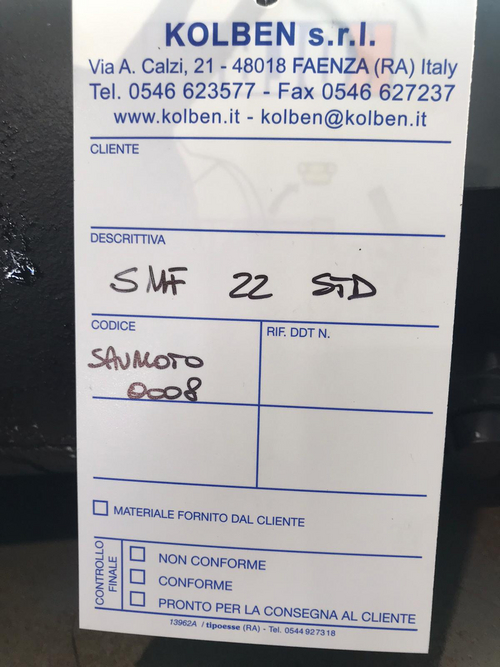 KOLBEN s.r.l.
Via A. Calzi, 21 - 48018 FAENZA (RA) Italy
Tel. 0546 623577 - Fax 0546 627237
www.kolben.it - kolben@kolben.it
CLIENTE
DESCRITTIVA
SMF 22 STD
CODICE
RIF. DDT N.
SAVMOTO
0008
MATERIALE FORNITO DAL CLIENTE
CONTROLLO
FINALE
NON CONFORME
CONFORME
PRONTO PER LA CONSEGNA AL CLIENTE
13962A / tipoesse (RA) - Tel. 0544 927318